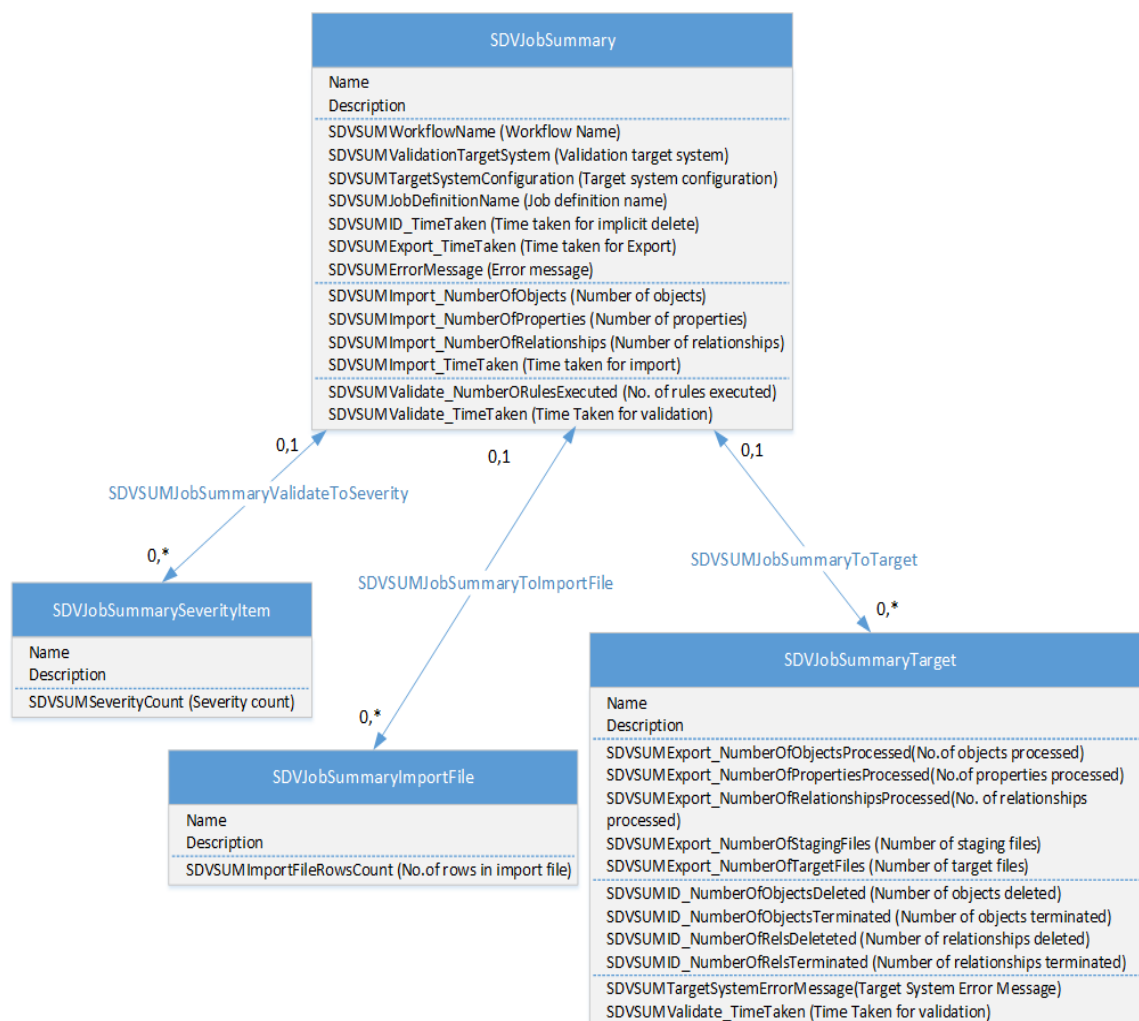 SDVJobSummary
Name
Description
SDVSUMWorkflowName (Workflow Name)
SDVSUMValidationTargetSystem (Validation target system)
SDVSUMTargetSystemConfiguration (Target system configuration)
SDVSUMJobDefinitionName (Job definition name)
SDVSUMID_TimeTaken (Time taken for implicit delete)
SDVSUMExport_TimeTaken (Time taken for Export)
SDVSUMErrorMessage (Error message)
SDVSUMImport_NumberOfObjects (Number of objects)
SDVSUMImport_NumberOfProperties (Number of properties)
SDVSUMImport_NumberOfRelationships (Number of relationships)
SDVSUMImport_TimeTaken (Time taken for import)
SDVSUMValidate_NumberORulesExecuted (No. of rules executed)
SDVSUMValidate_TimeTaken (Time Taken for validation)
0,1
0,1
0,1
SDVSUMJobSummaryValidateToSeverity
SDVSUMJobSummaryToTarget
SDVSUMJobSummaryToImportFile
0,*
0,*
0,*
SDVJobSummarySeverityItem
Name
Description
SDVSUMSeverityCount (Severity count)
SDVJobSummaryImportFile
Name
Description
SDVSUMImportFileRowsCount (No.of rows in import file)
SDVJobSummaryTarget
Name
Description
SDVSUMExport_NumberOfObjectsProcessed(No.of objects processed)
SDVSUMExport_NumberOfPropertiesProcessed(No.of properties processed)
SDVSUMExport_NumberOfRelationshipsProcessed(No. of relationships
processed)
SDVSUMExport_NumberOfStagingFiles (Number of staging files)
SDVSUMExport_NumberOfTargetFiles (Number of target files)
SDVSUMID_NumberOfObjectsDeleted (Number of objects deleted)
SDVSUMID_NumberOfObjectsTerminated (Number of objects terminated)
SDVSUMID_NumberOfRelsDeleteted (Number of relationships deleted)
SDVSUMID_NumberOfRelsTerminated (Number of relationships terminated)
SDVSUMTargetSystemErrorMessage(Target System Error Message)
SDVSUMValidate_TimeTaken (Time Taken for validation)